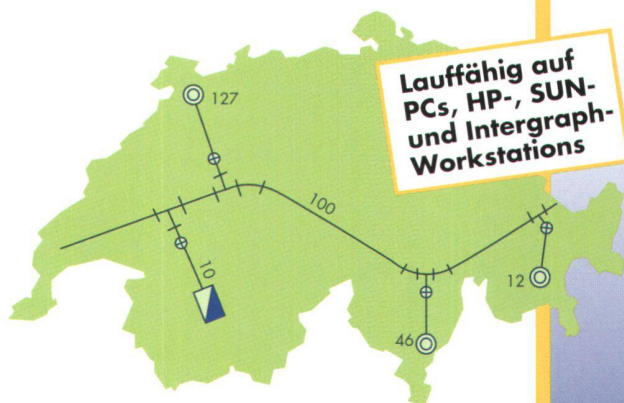 Lauffähig auf
PCs, HP-, SUN-
und Intergraph-
Workstations
127
100
10
12
46